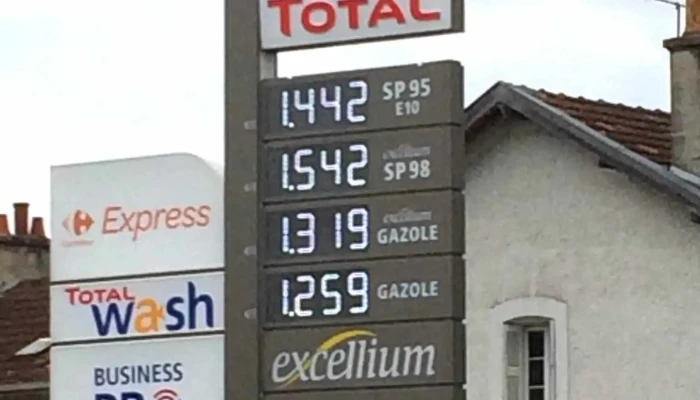 TOTAL
1.442 SP95
E10
excellium
1.542 SP98
excellium
1.319 GAZOLE
1.259 GAZOLE
excellium
Express
TOTAL
wash
BUSINESS